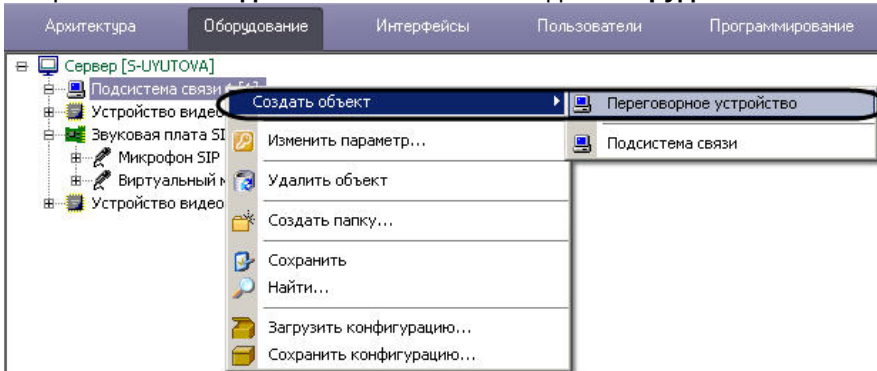 Архитектура Оборудование Интерфейсы Пользователи Программирование
Сервер [S-UYUTOVA]
Подсистема связи
Создать объект Переговорное устройство
Устройство видео
Звуковая плата SI
Изменить параметр... Подсистема связи
Микрофон SIP
Виртуальный Удалить объект
Устройство видео
Создать папку...
Сохранить
Найти...
Загрузить конфигурацию...
Сохранить конфигурацию...